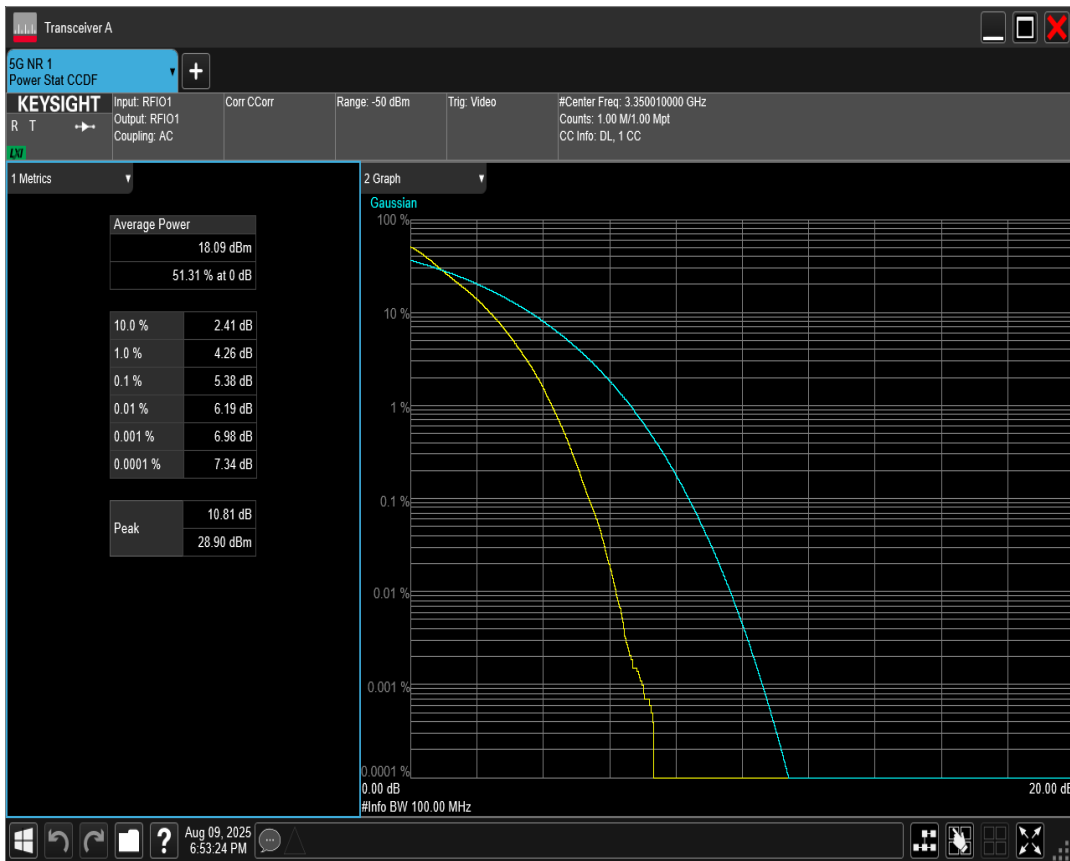 Transceiver A
5G NR 1
Power Stat CCDF
KEYSIGHT
R T
LXI
Input: RFIO1
Output: RFIO1
Coupling: AC
Corr CCorr
Range: -50 dBm
Trig: Video
#Center Freq: 3.350010000 GHz
Counts: 1.00 M/1.00 Mpt
CC Info: DL, 1 CC
1 Metrics
Average Power
18.09 dBm
51.31 % at 0 dB
10.0 % 2.41 dB
1.0 % 4.26 dB
0.1 % 5.38 dB
0.01 % 6.19 dB
0.001 % 6.98 dB
0.0001 % 7.34 dB
Peak
10.81 dB
28.90 dBm
2 Graph
Gaussian
100 %
10 %
1 %
0.1 %
0.01 %
0.001 %
0.0001 %
0.00 dB
20.00 dB
#Info BW 100.00 MHz
Aug 09, 2025
6:53:24 PM